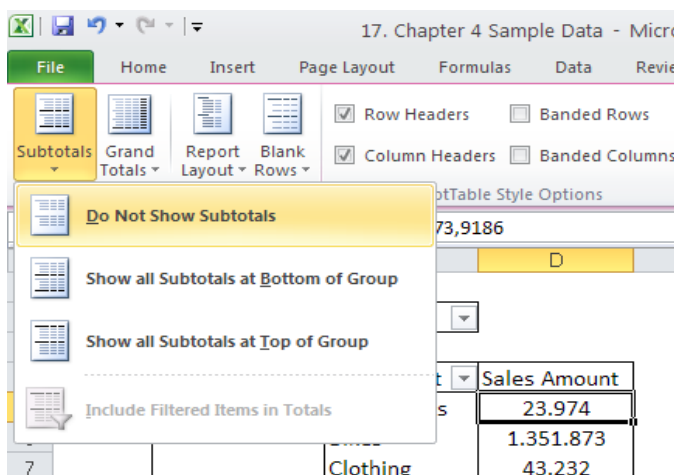 17. Chapter 4 Sample Data - Micr
File Home Insert Page Layout Formulas Data Revie
Row Headers Banded Rows
Subtotals Grand Totals Report Layout Blank Rows
Column Headers Banded Columns
otTable Style Options
Do Not Show Subtotals
73,9186
D
Show all Subtotals at Bottom of Group
Show all Subtotals at Top of Group
t Sales Amount
Include Filtered Items in Totals
s 23.974
1.351.873
7 Clothing 43.232